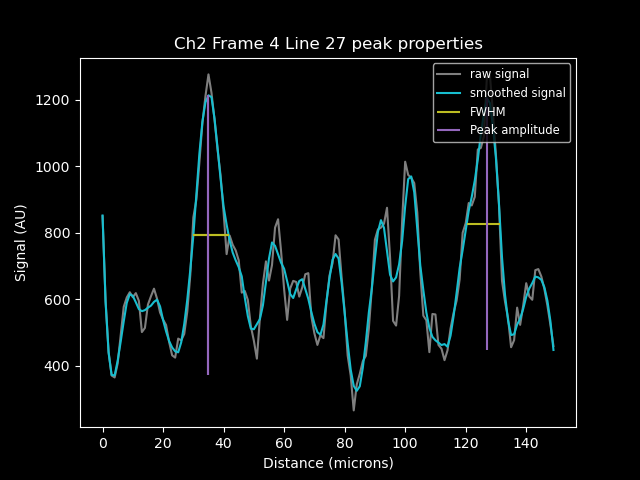 Ch2 Frame 4 Line 27 peak properties
raw signal
smoothed signal
FWHM
Peak amplitude
Signal (AU)
1200
1000
800
600
400
0 20 40 60 80 100 120 140
Distance (microns)